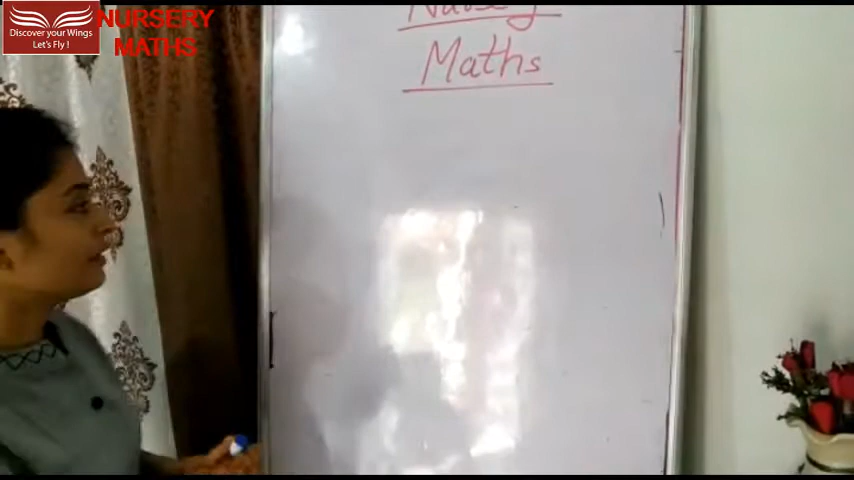 Discover your Wings
Let's Fly !
NURSERY
MATHS
Maths